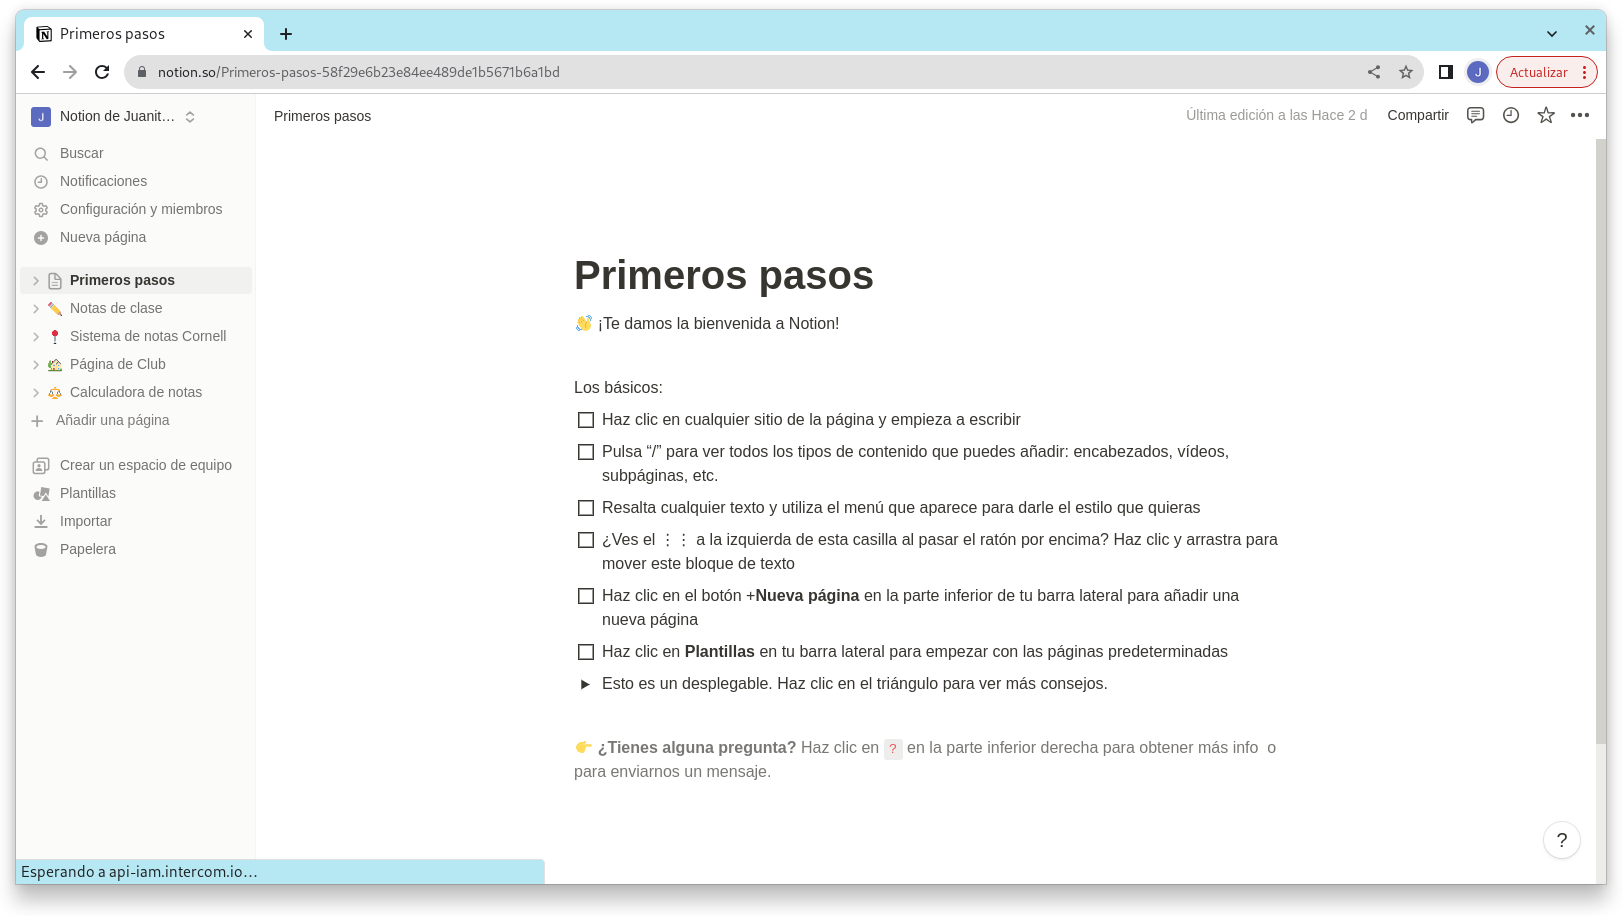 Primeros pasos
notion.so/Primeros-pasos-58f29e6b23e84ee489de1b5671b6a1bd
J
Actualizar
J
Notion de Juanit...
Primeros pasos
Última edición a las Hace 2 d
Compartir
Buscar
Notificaciones
Configuración y miembros
Nueva página
Primeros pasos
Notas de clase
Sistema de notas Cornell
Página de Club
Calculadora de notas
Añadir una página
Crear un espacio de equipo
Plantillas
Importar
Papelera
Primeros pasos
👋 ¡Te damos la bienvenida a Notion!
Los básicos:
Haz clic en cualquier sitio de la página y empieza a escribir
Pulsa “/” para ver todos los tipos de contenido que puedes añadir: encabezados, vídeos,
subpáginas, etc.
Resalta cualquier texto y utiliza el menú que aparece para darle el estilo que quieras
¿Ves el ⋮⋮ a la izquierda de esta casilla al pasar el ratón por encima? Haz clic y arrastra para
mover este bloque de texto
Haz clic en el botón +Nueva página en la parte inferior de tu barra lateral para añadir una
nueva página
Haz clic en Plantillas en tu barra lateral para empezar con las páginas predeterminadas
Esto es un desplegable. Haz clic en el triángulo para ver más consejos.
👉 ¿Tienes alguna pregunta? Haz clic en ? en la parte inferior derecha para obtener más info o
para enviarnos un mensaje.
?
Esperando a api-iam.intercom.io...